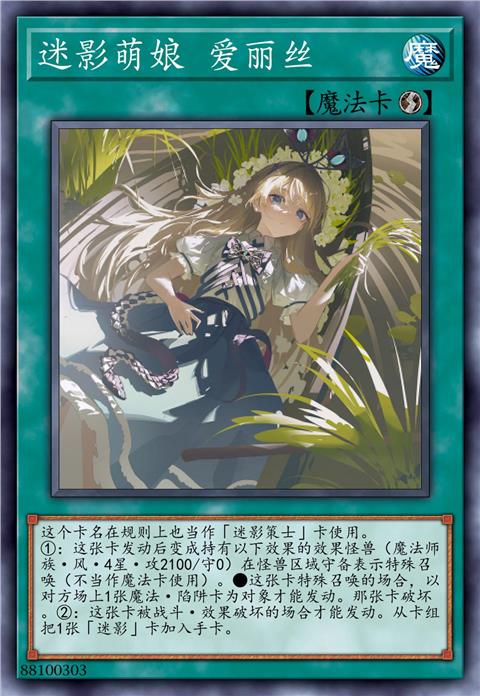 迷影萌娘 爱丽丝
魔
【魔法卡】
这个卡名在规则上也当作「迷影策士」卡使用。
①：这张卡发动后变成持有以下效果的效果怪兽（魔法师
族·风·4星·攻2100/守0）在怪兽区域守备表示特殊召
唤（不当作魔法卡使用）。●这张卡特殊召唤的场合，以
对方场上1张魔法·陷阱卡为对象才能发动。那张卡破坏
。②：这张卡被战斗·效果破坏的场合才能发动。从卡组
把1张「迷影」卡加入手卡。
88100303